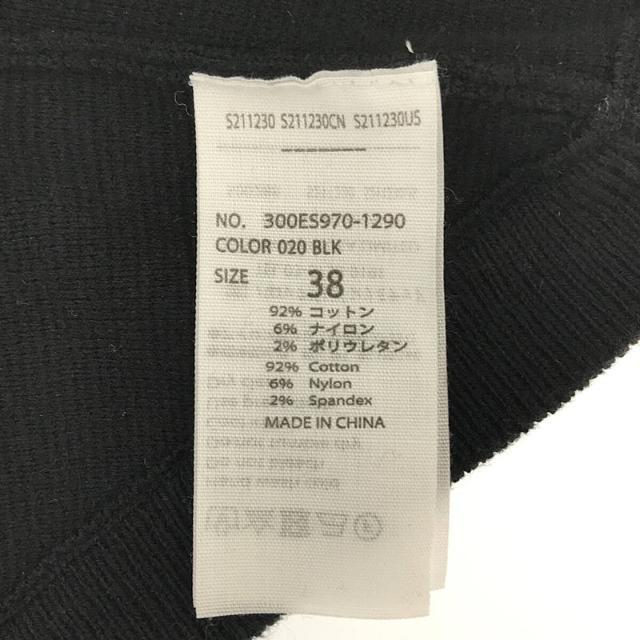 S211230 S211230CN S211230US
NO. 300ES970-1290
COLOR 020 BLK
SIZE 38
92% コットン
6% ナイロン
2% ポリウレタン
92% Cotton
6% Nylon
2% Spandex
MADE IN CHINA